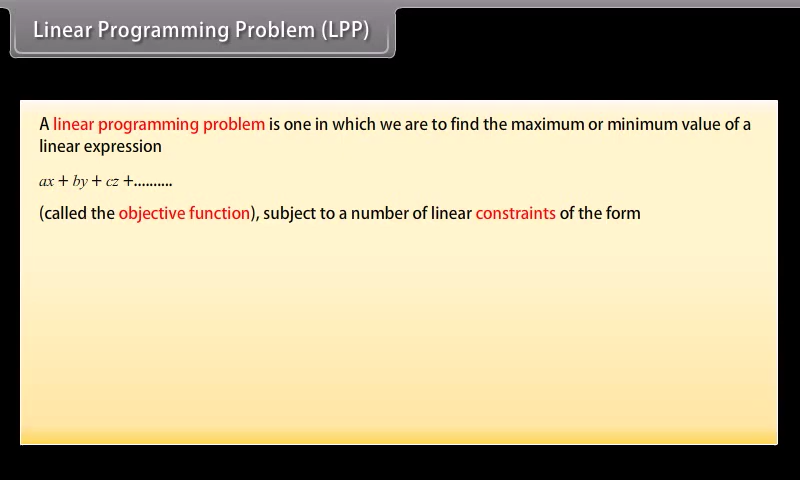 Linear Programming Problem (LPP)
A linear programming problem is one in which we are to find the maximum or minimum value of a
linear expression
ax + by + cz +..........
(called the objective function), subject to a number of linear constraints of the form